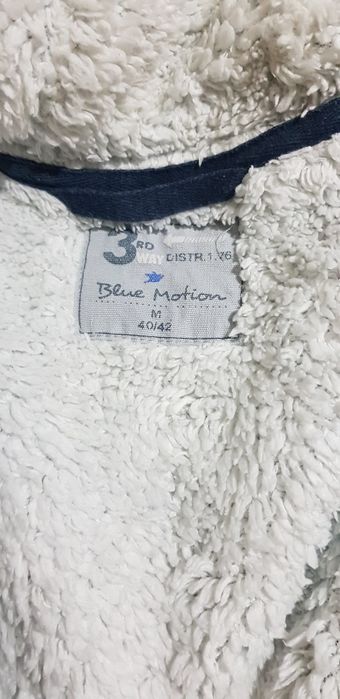 3RD
WAY DISTR.1.76
Blue Motion
M
40/42